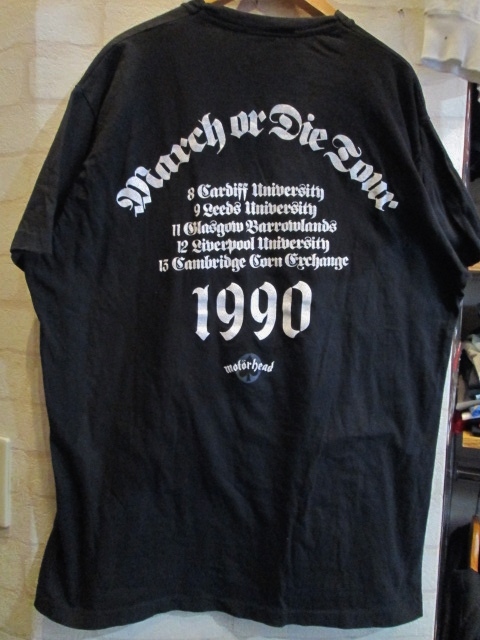 March or Die Tour
8 Cardiff University
9 Leeds University
11 Glasgow Barrowlands
12 Liverpool University
13 Cambridge Corn Exchange
1990
motörhead